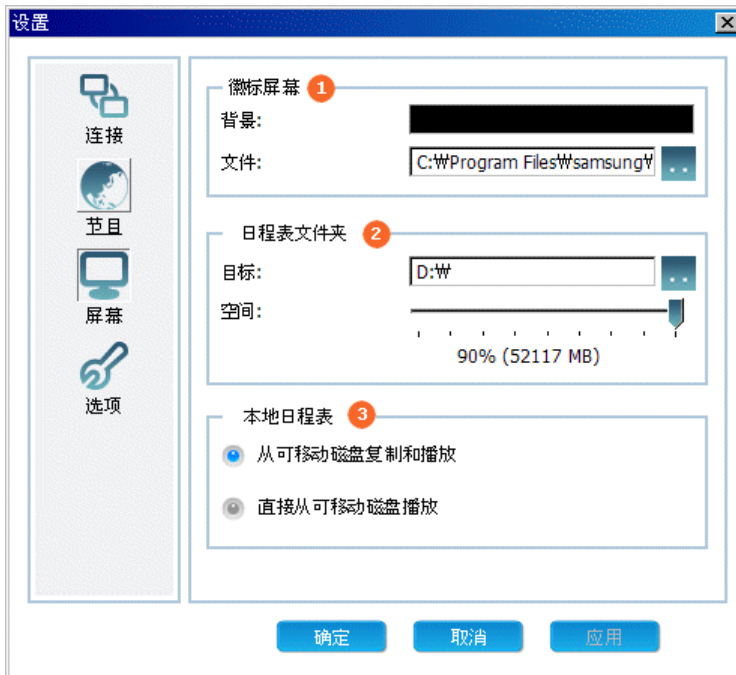 设置
连接
节目
屏幕
选项
徽标屏幕 1
背景:
文件: C:₩Program Files₩samsung₩
日程表文件夹 2
目标: D:₩
空间:
90% (52117 MB)
本地日程表 3
从可移动磁盘复制和播放
直接从可移动磁盘播放
确定 取消 应用